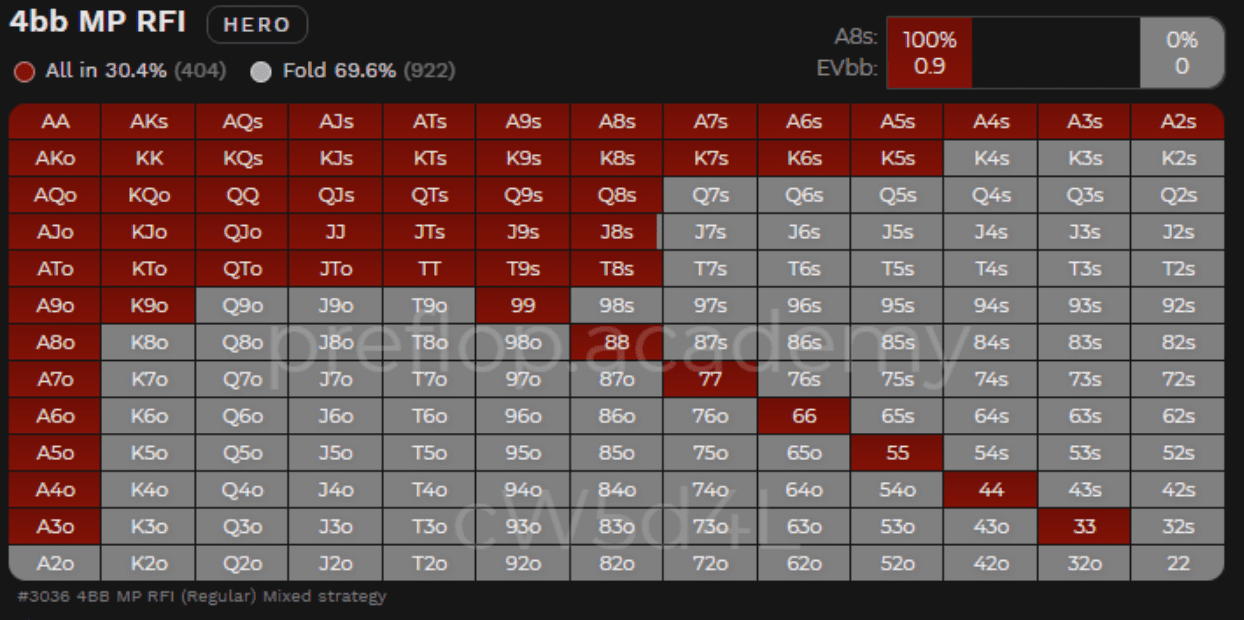 4bb MP RFI HERO
A8s: 100% 0%
EVbb: 0.9 0
All in 30.4% (404) Fold 69.6% (922)
AA AKs AQs AJs ATs A9s A8s A7s A6s A5s A4s A3s A2s
AKo KK KQs KJs KTs K9s K8s K7s K6s K5s K4s K3s K2s
AQo KQo QQ QJs QTs Q9s Q8s Q7s Q6s Q5s Q4s Q3s Q2s
AJo KJo QJo JJ JTs J9s J8s J7s J6s J5s J4s J3s J2s
ATo KTo QTo JTo TT T9s T8s T7s T6s T5s T4s T3s T2s
A9o K9o Q9o J9o T9o 99 98s 97s 96s 95s 94s 93s 92s
preflop.academy
A8o K8o Q8o J8o T8o 98o 88 87s 86s 85s 84s 83s 82s
A7o K7o Q7o J7o T7o 97o 87o 77 76s 75s 74s 73s 72s
A6o K6o Q6o J6o T6o 96o 86o 76o 66 65s 64s 63s 62s
A5o K5o Q5o J5o T5o 95o 85o 75o 65o 55 54s 53s 52s
A4o K4o Q4o J4o T4o 94o 84o 74o 64o 54o 44 43s 42s
cW5d4L
A3o K3o Q3o J3o T3o 93o 83o 73o 63o 53o 43o 33 32s
A2o K2o Q2o J2o T2o 92o 82o 72o 62o 52o 42o 32o 22
#3036 4BB MP RFI (Regular) Mixed strategy